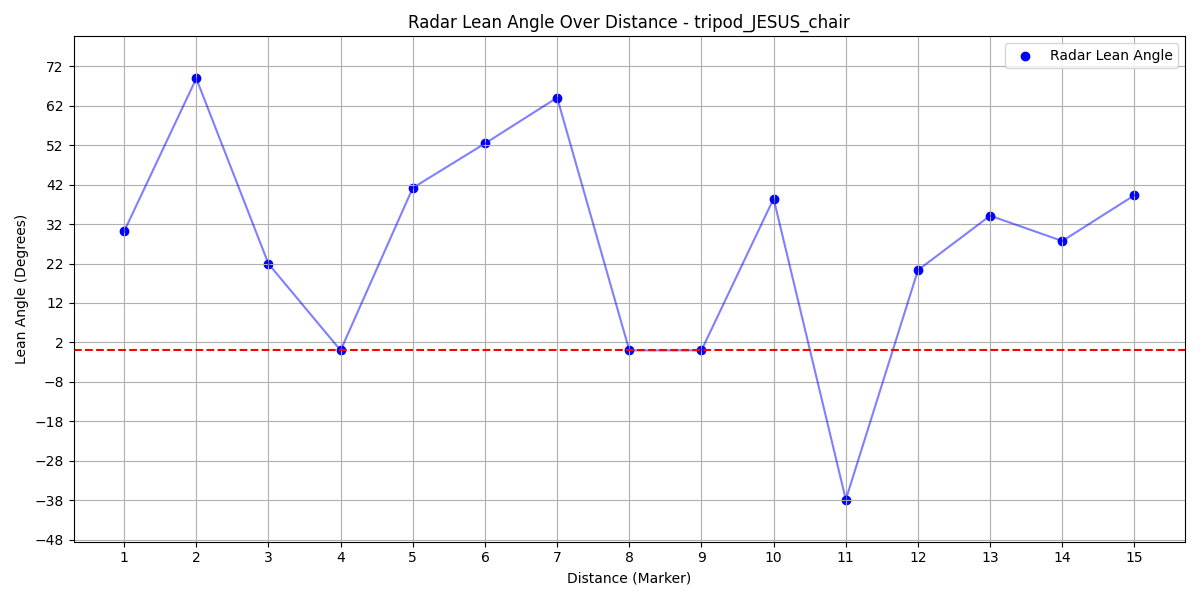 Radar Lean Angle Over Distance - tripod_JESUS_chair
Radar Lean Angle
72
62
52
42
32
22
12
2
−8
−18
−28
−38
−48
Lean Angle (Degrees)
1 2 3 4 5 6 7 8 9 10 11 12 13 14 15
Distance (Marker)